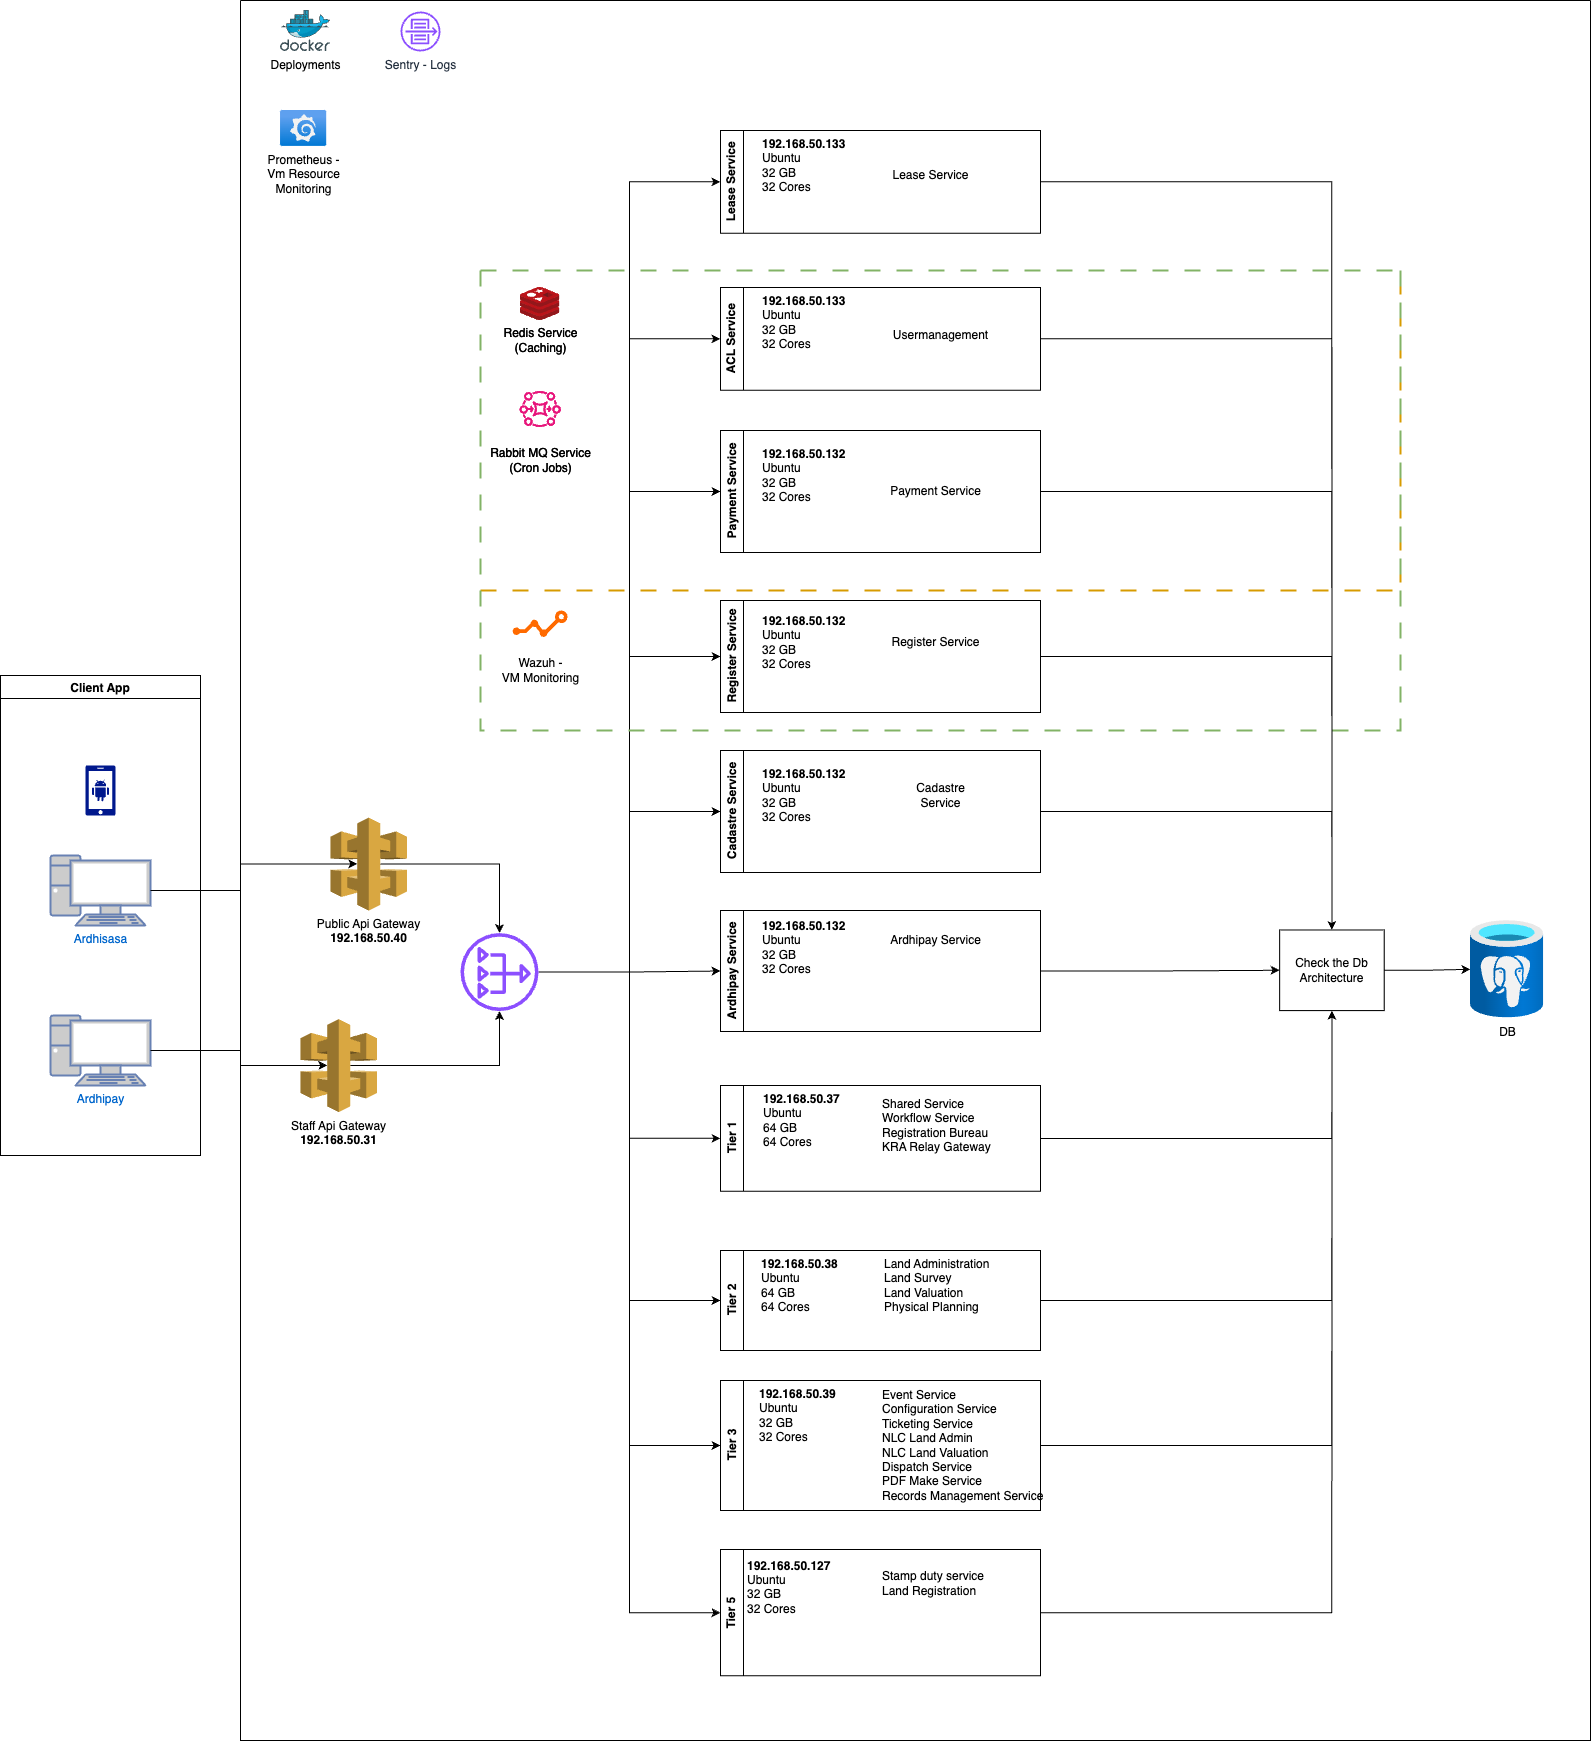 docker
Deployments
Sentry - Logs
Prometheus -
Vm Resource
Monitoring
Lease Service
192.168.50.133
Ubuntu
32 GB
32 Cores
Lease Service
Redis Service
(Caching)
Rabbit MQ Service
(Cron Jobs)
ACL Service
192.168.50.133
Ubuntu
32 GB
32 Cores
Usermanagement
Payment Service
192.168.50.132
Ubuntu
32 GB
32 Cores
Payment Service
Wazuh -
VM Monitoring
Register Service
192.168.50.132
Ubuntu
32 GB
32 Cores
Register Service
Client App
Ardhisasa
Ardhipay
Public Api Gateway
192.168.50.40
Staff Api Gateway
192.168.50.31
Cadastre Service
192.168.50.132
Ubuntu
32 GB
32 Cores
Cadastre
Service
Ardhipay Service
192.168.50.132
Ubuntu
32 GB
32 Cores
Ardhipay Service
Check the Db
Architecture
DB
Tier 1
192.168.50.37
Ubuntu
64 GB
64 Cores
Shared Service
Workflow Service
Registration Bureau
KRA Relay Gateway
Tier 2
192.168.50.38
Ubuntu
64 GB
64 Cores
Land Administration
Land Survey
Land Valuation
Physical Planning
Tier 3
192.168.50.39
Ubuntu
32 GB
32 Cores
Event Service
Configuration Service
Ticketing Service
NLC Land Admin
NLC Land Valuation
Dispatch Service
PDF Make Service
Records Management Service
Tier 5
192.168.50.127
Ubuntu
32 GB
32 Cores
Stamp duty service
Land Registration